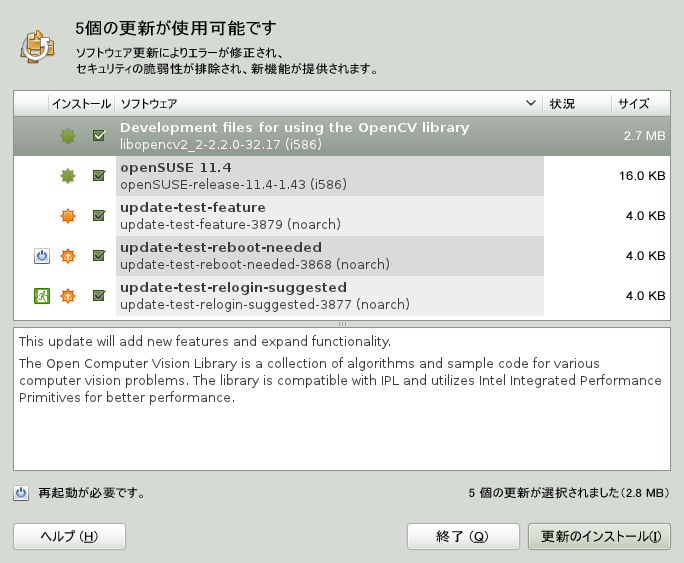 5個の更新が使用可能です
ソフトウェア更新によりエラーが修正され、
セキュリティの脆弱性が排除され、新機能が提供されます。
インストール ソフトウェア 状況 サイズ
Development files for using the OpenCV library
libopencv2_2-2.2.0-32.17 (i586) 2.7 MB
openSUSE 11.4
openSUSE-release-11.4-1.43 (i586) 16.0 KB
update-test-feature
update-test-feature-3879 (noarch) 4.0 KB
update-test-reboot-needed
update-test-reboot-needed-3868 (noarch) 4.0 KB
update-test-relogin-suggested
update-test-relogin-suggested-3877 (noarch) 4.0 KB
This update will add new features and expand functionality.
The Open Computer Vision Library is a collection of algorithms and sample code for various
computer vision problems. The library is compatible with IPL and utilizes Intel Integrated Performance
Primitives for better performance.
再起動が必要です。 5 個の更新が選択されました(2.8 MB)
ヘルプ (H) 終了 (Q) 更新のインストール(I)